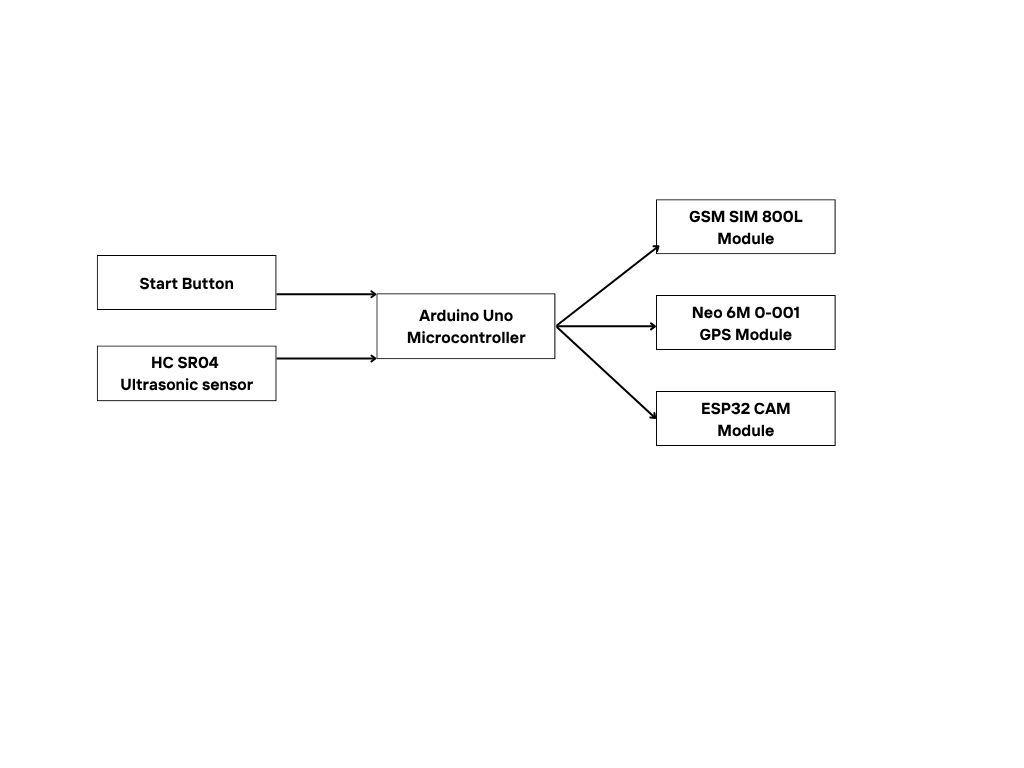 Start Button
HC SR04
Ultrasonic sensor
Arduino Uno
Microcontroller
GSM SIM 800L
Module
Neo 6M 0-001
GPS Module
ESP32 CAM
Module